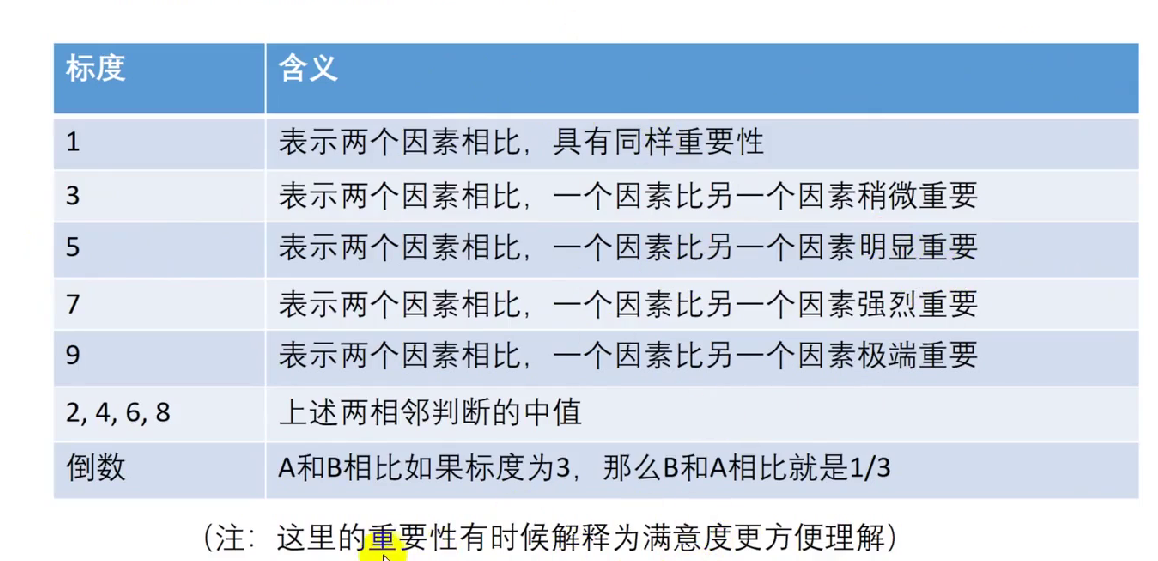 标度 含义
1 表示两个因素相比，具有同样重要性
3 表示两个因素相比，一个因素比另一个因素稍微重要
5 表示两个因素相比，一个因素比另一个因素明显重要
7 表示两个因素相比，一个因素比另一个因素强烈重要
9 表示两个因素相比，一个因素比另一个因素极端重要
2, 4, 6, 8 上述两相邻判断的中值
倒数 A和B相比如果标度为3，那么B和A相比就是1/3
（注：这里的重要性有时候解释为满意度更方便理解）